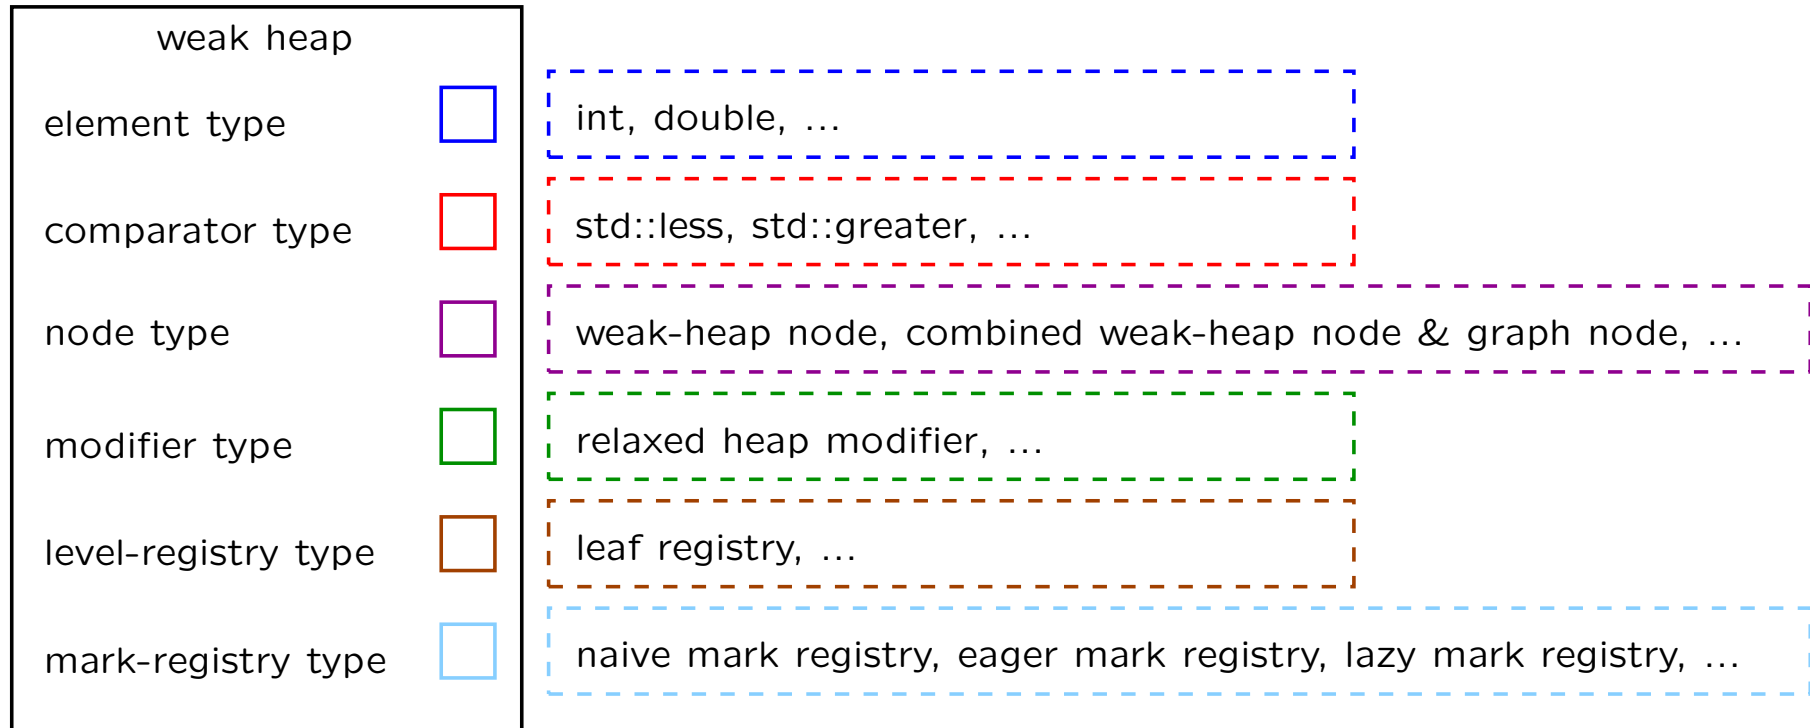 weak heap
element type
int, double, ...
comparator type
std::less, std::greater, ...
node type
weak-heap node, combined weak-heap node & graph node, ...
modifier type
relaxed heap modifier, ...
level-registry type
leaf registry, ...
mark-registry type
naive mark registry, eager mark registry, lazy mark registry, ...